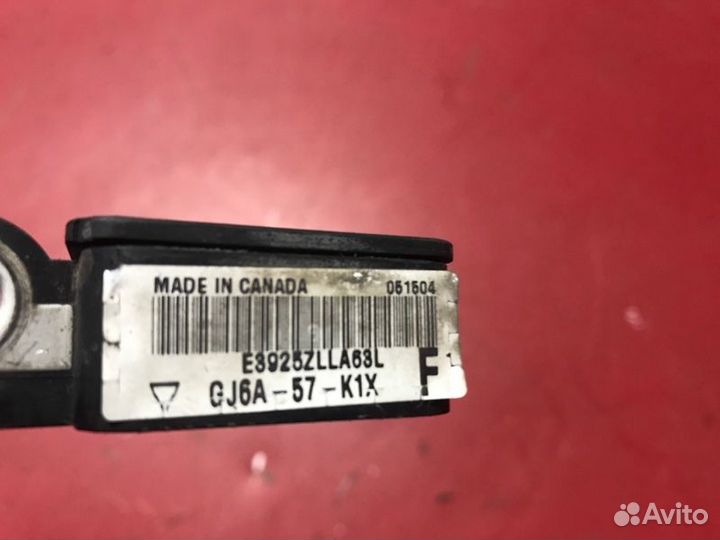 MADE IN CANADA 051504
E3925ZLLA63L
F
GJ6A-57-K1X
Avito